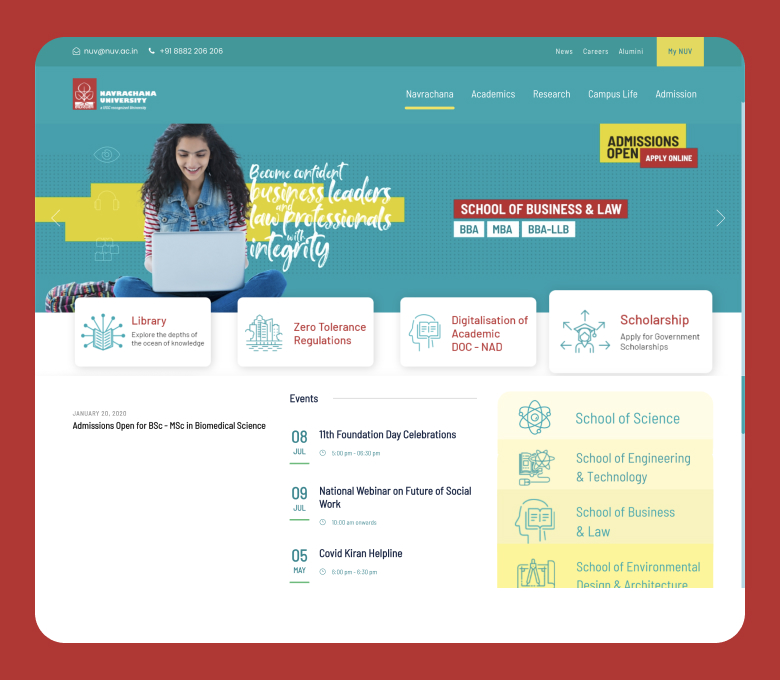 nuv@nuv.ac.in
+91 8882 206 206
News
Careers
Alumini
My NUV
NAVRACHANA
UNIVERSITY
a UGC recognized University
Navrachana
Academics
Research
Campus Life
Admission
ADMISSIONS
OPEN
APPLY ONLINE
Become confident
business leaders
and
law professionals
with
integrity
SCHOOL OF BUSINESS & LAW
BBA
MBA
BBA-LLB
Library
Explore the depths of
the ocean of knowledge
Zero Tolerance
Regulations
Digitalisation of
Academic
DOC - NAD
Scholarship
Apply for Government
Scholarships
JANUARY 20, 2020
Admissions Open for BSc - MSc in Biomedical Science
Events
08
JUL
11th Foundation Day Celebrations
5:00 pm - 06:30 pm
09
JUL
National Webinar on Future of Social
Work
10:00 am onwards
05
MAY
Covid Kiran Helpline
6:00 pm - 6:30 pm
School of Science
School of Engineering
& Technology
School of Business
& Law
School of Environmental
Design & Architecture